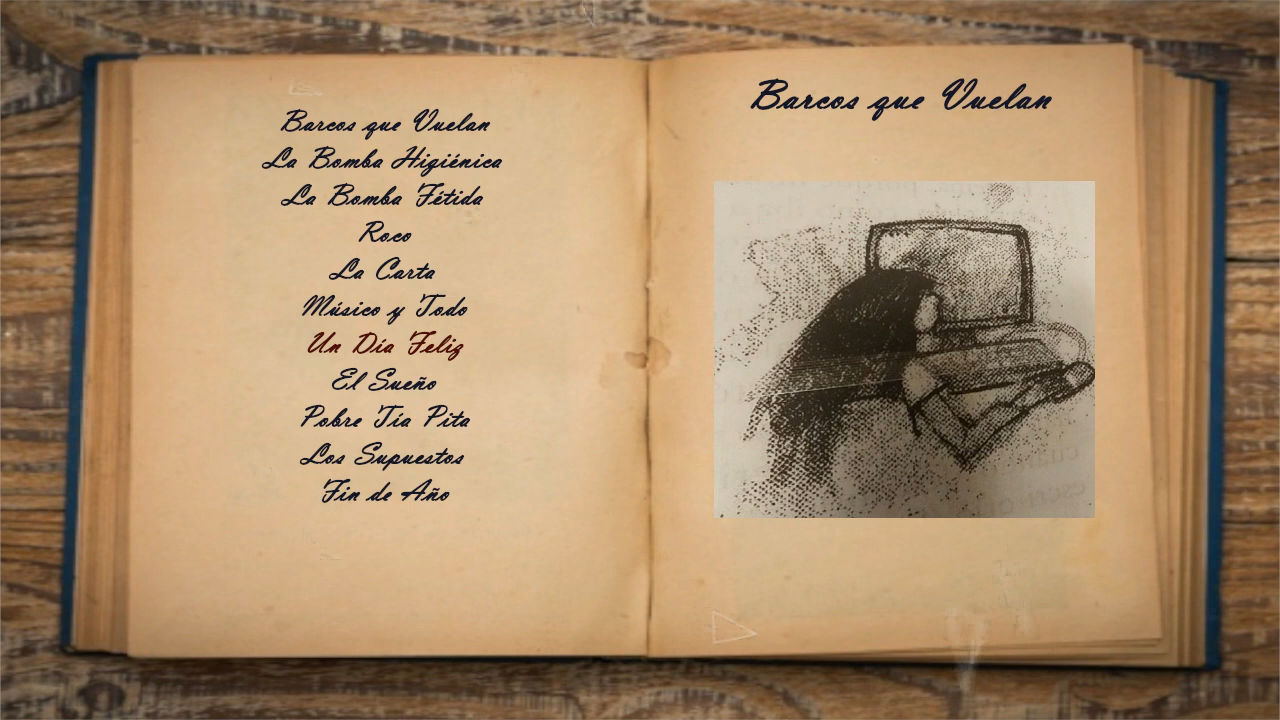 Barcos que Vuelan
La Bomba Higiénica
La Bomba Fétida
Roco
La Carta
Músico y Todo
Un Día Feliz
El Sueño
Pobre Tía Pita
Los Supuestos
Fin de Año
Barcos que Vuelan